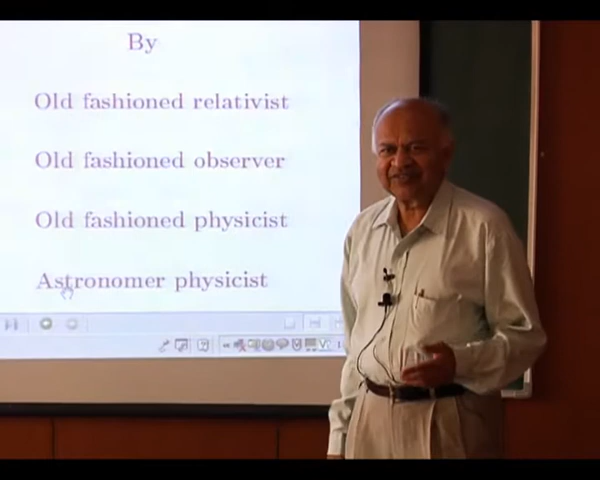 By
Old fashioned relativist
Old fashioned observer
Old fashioned physicist
Astronomer physicist